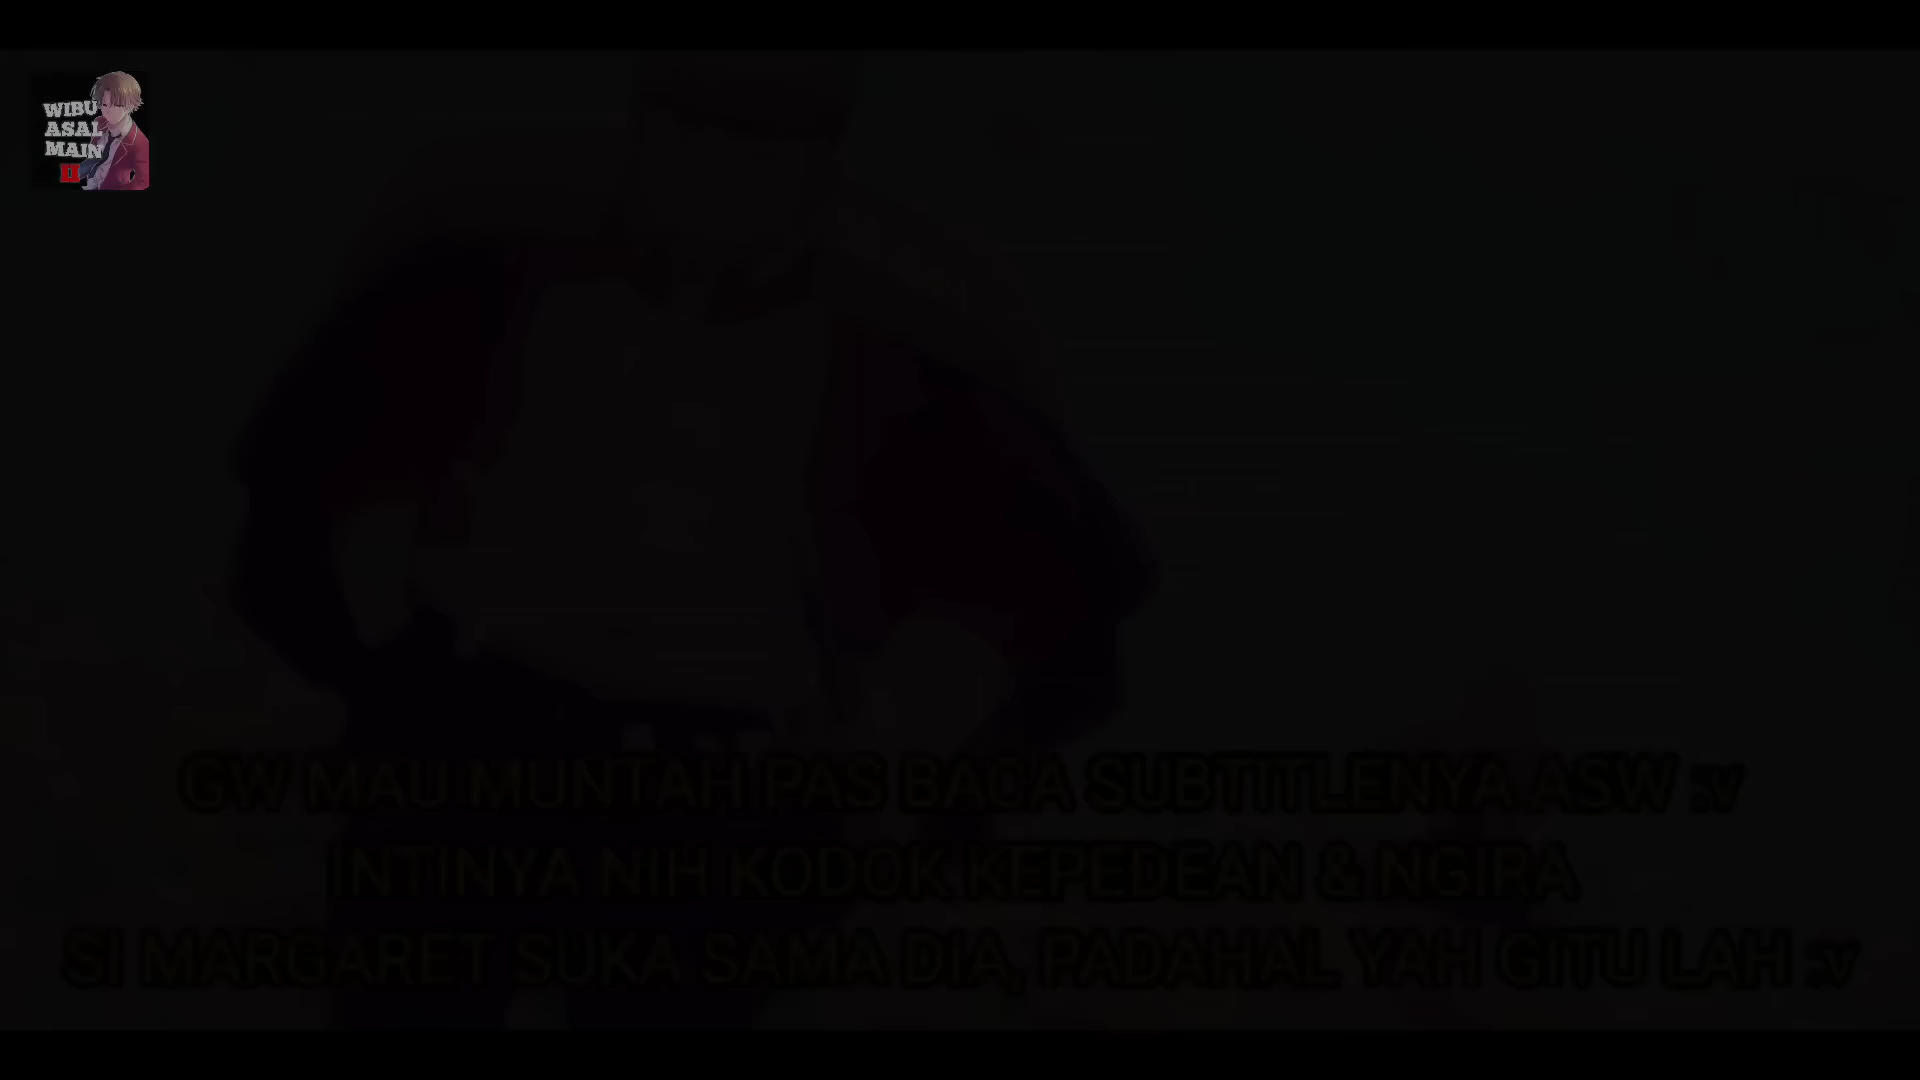 WIBU
ASAL
MAIN
II
GW MAU MUNTAH PAS BACA SUBTITLENYA ASW :v
INTINYA NIH KODOK KEPEDEAN & NGIRA
SI MARGARET SUKA SAMA DIA, PADAHAL YAH GITU LAH :v